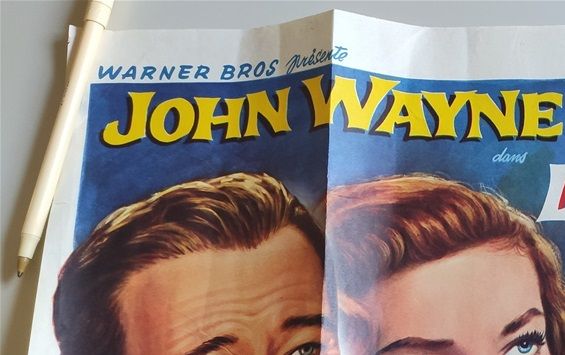 WARNER BROS présente
JOHN WAYNE
dans